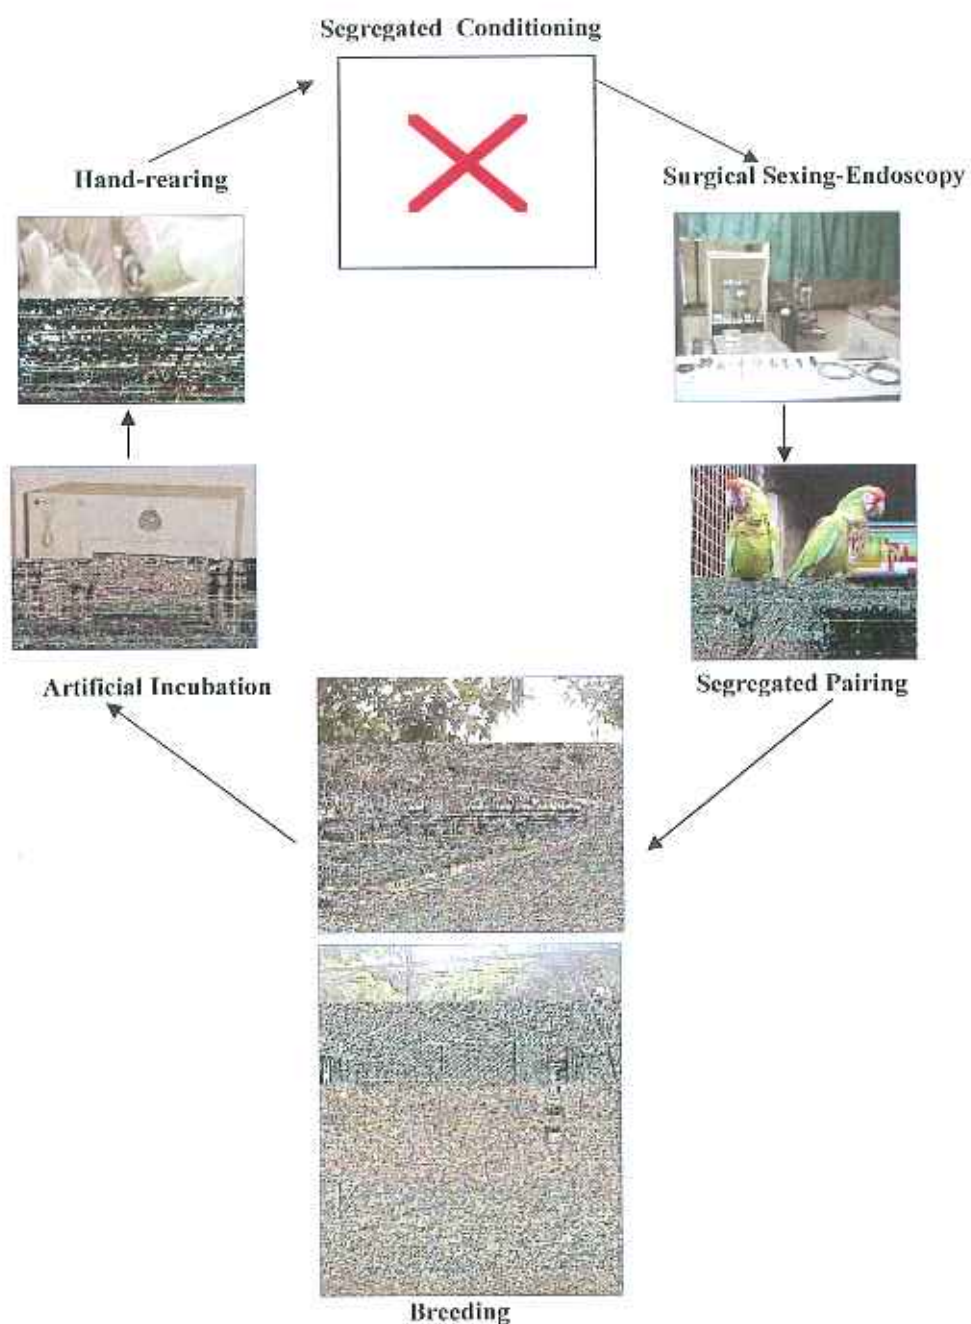 Segregated Conditioning
Hand-rearing
Surgical Sexing-Endoscopy
Artificial Incubation
Segregated Pairing
Breeding